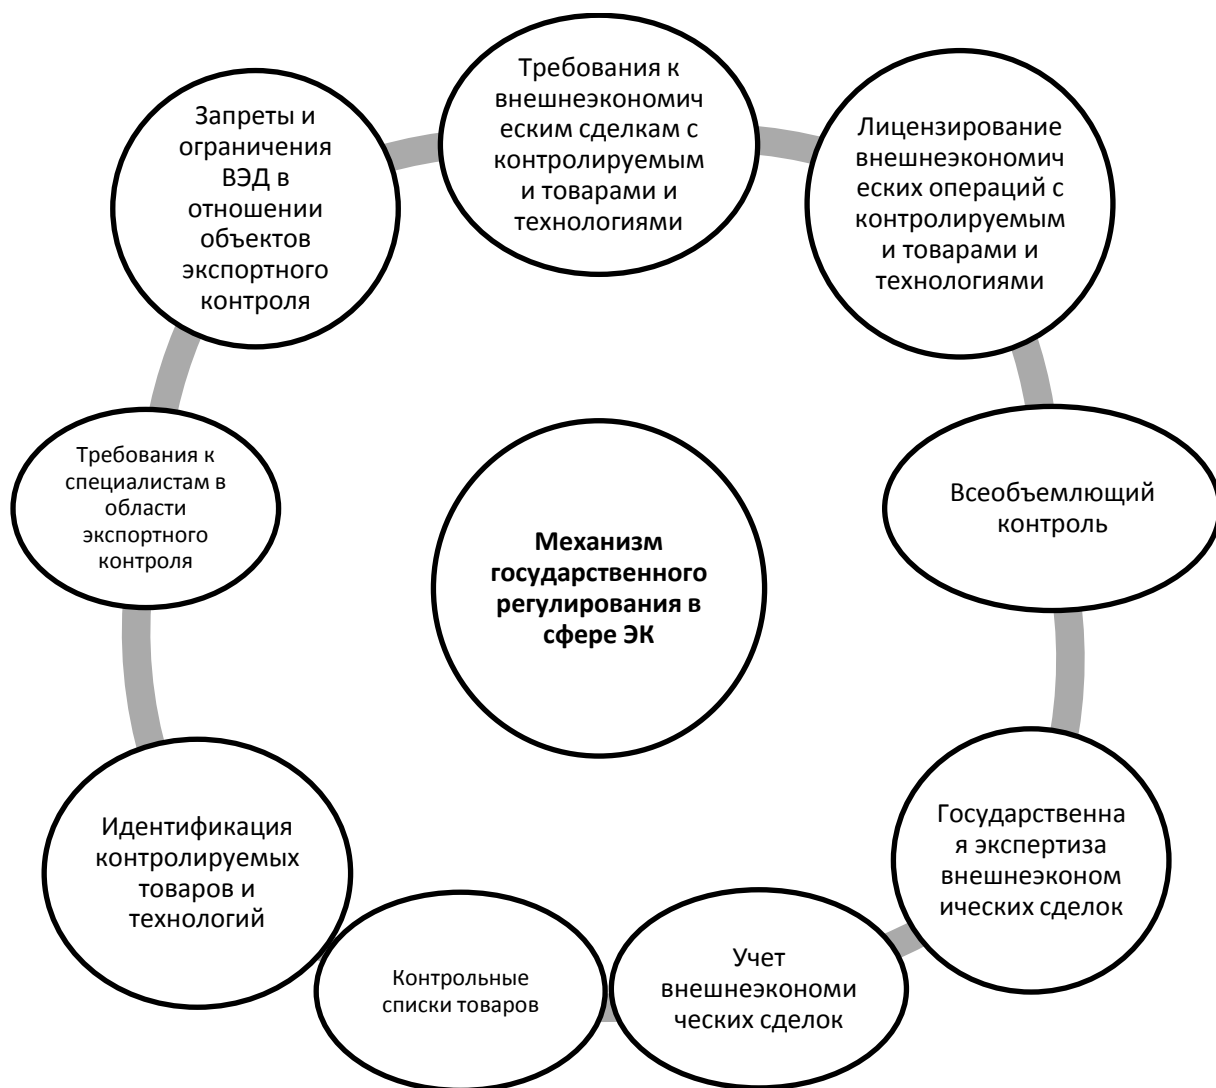 Требования к
внешнеэкономич
еским сделкам с
контролируемым
и товарами и
технологиями
Лицензирование
внешнеэкономич
еских операций с
контролируемым
и товарами и
технологиями
Всеобъемлющий
контроль
Государственна
я экспертиза
внешнеэконом
ических сделок
Учет
внешнеэкономи
ческих сделок
Контрольные
списки товаров
Идентификация
контролируемых
товаров и
технологий
Требования к
специалистам в
области
экспортного
контроля
Запреты и
ограничения
ВЭД в
отношении
объектов
экспортного
контроля
Механизм
государственного
регулирования в
сфере ЭК